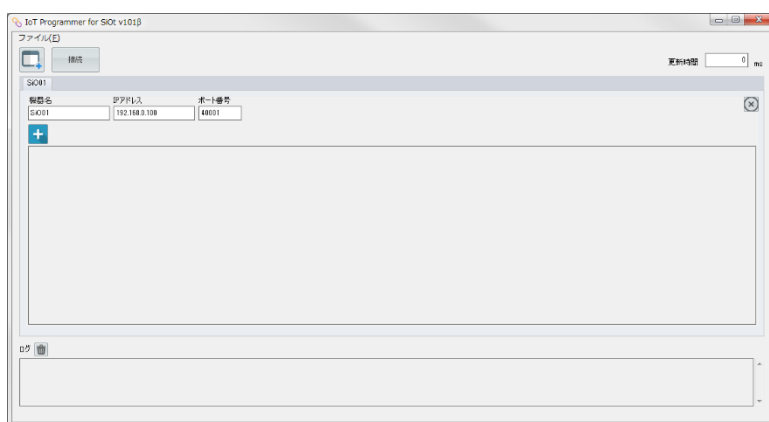 IoT Programmer for SiOt v101β
ファイル(F)
接続
更新時間 0 ms
SiO01
機器名 IPアドレス ポート番号
SiO01 192.168.0.100 40001
ログ